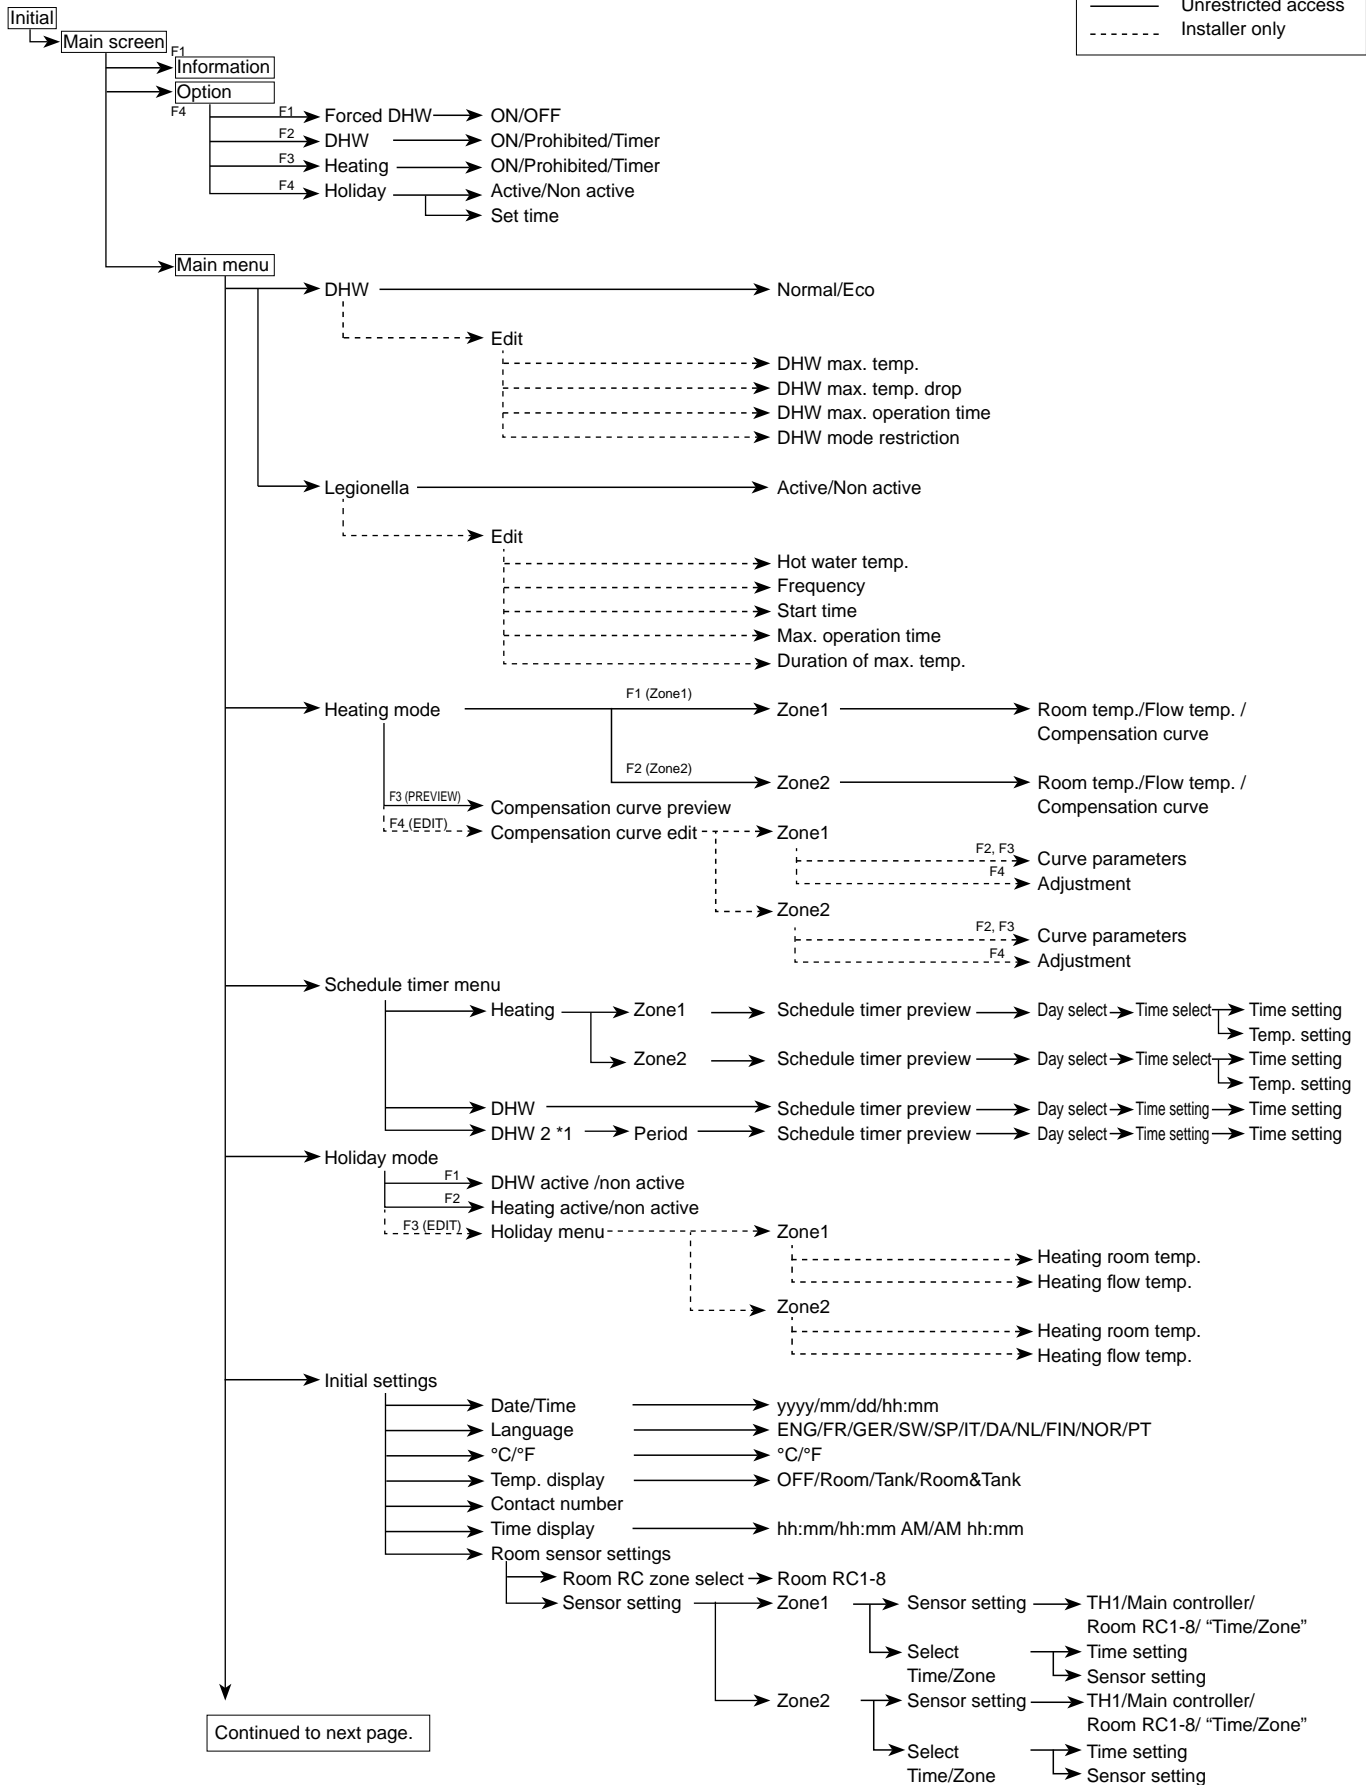 Unrestricted access
Installer only
Initial
Main screen
F1
Information
Option
F4
F1 Forced DHW ON/OFF
F2 DHW ON/Prohibited/Timer
F3 Heating ON/Prohibited/Timer
F4 Holiday Active/Non active
Set time
Main menu
DHW Normal/Eco
Edit
DHW max. temp.
DHW max. temp. drop
DHW max. operation time
DHW mode restriction
Legionella Active/Non active
Edit
Hot water temp.
Frequency
Start time
Max. operation time
Duration of max. temp.
Heating mode F1 (Zone1) Zone1 Room temp./Flow temp. /
Compensation curve
F2 (Zone2) Zone2 Room temp./Flow temp. /
Compensation curve
F3 (PREVIEW) Compensation curve preview
F4 (EDIT) Compensation curve edit Zone1
F2, F3 Curve parameters
F4 Adjustment
Zone2
F2, F3 Curve parameters
F4 Adjustment
Schedule timer menu
Heating Zone1 Schedule timer preview Day select Time select Time setting
Temp. setting
Zone2 Schedule timer preview Day select Time select Time setting
Temp. setting
DHW Schedule timer preview Day select Time setting Time setting
DHW 2 *1 Period Schedule timer preview Day select Time setting Time setting
Holiday mode
F1 DHW active /non active
F2 Heating active/non active
F3 (EDIT) Holiday menu Zone1
Heating room temp.
Heating flow temp.
Zone2
Heating room temp.
Heating flow temp.
Initial settings
Date/Time yyyy/mm/dd/hh:mm
Language ENG/FR/GER/SW/SP/IT/DA/NL/FIN/NOR/PT
°C/°F °C/°F
Temp. display OFF/Room/Tank/Room&Tank
Contact number
Time display hh:mm/hh:mm AM/AM hh:mm
Room sensor settings
Room RC zone select Room RC1-8
Sensor setting Zone1 Sensor setting TH1/Main controller/
Room RC1-8/ “Time/Zone”
Select Time setting
Time/Zone Sensor setting
Zone2 Sensor setting TH1/Main controller/
Room RC1-8/ “Time/Zone”
Select Time setting
Time/Zone Sensor setting
Continued to next page.